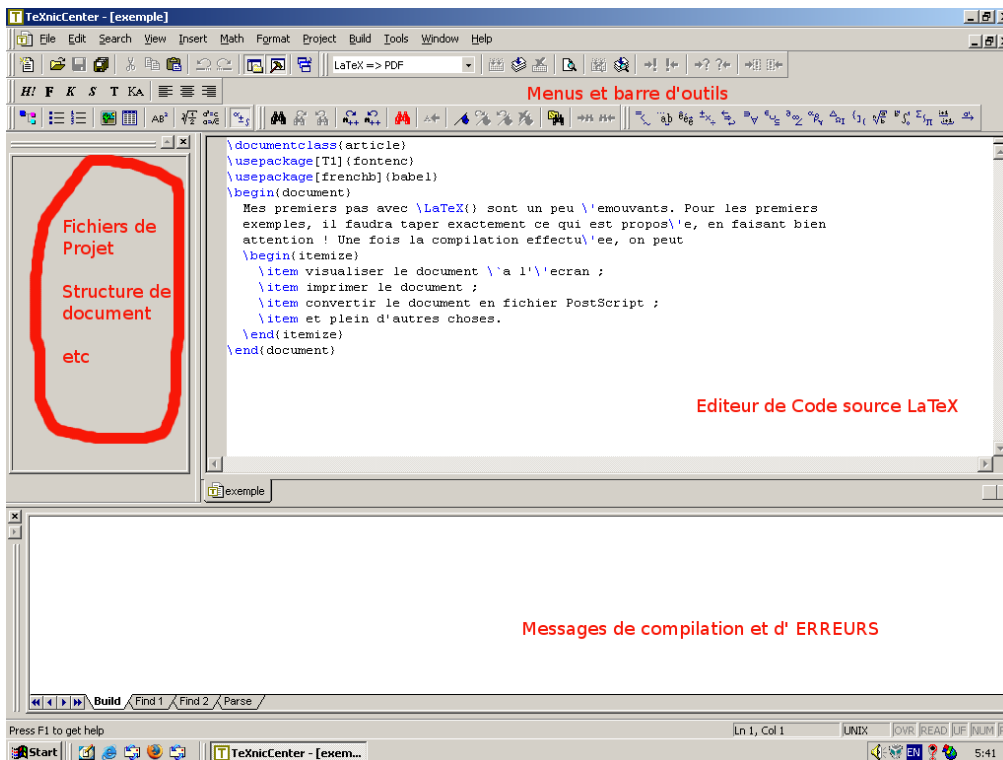 TeXnicCenter - [exemple]
File Edit Search View Insert Math Format Project Build Tools Window Help
LaTeX => PDF
H! F K S T KA
Menus et barre d'outils
\documentclass{article}
\usepackage[T1]{fontenc}
\usepackage[frenchb]{babel}
\begin{document}
Mes premiers pas avec \LaTeX{} sont un peu \'emouvants. Pour les premiers
exemples, il faudra taper exactement ce qui est propos\'e, en faisant bien
attention ! Une fois la compilation effectu\'ee, on peut
\begin{itemize}
\item visualiser le document \`a l'\'ecran ;
\item imprimer le document ;
\item convertir le document en fichier PostScript ;
\item et plein d'autres choses.
\end{itemize}
\end{document}
Fichiers de
Projet
Structure de
document
etc
Editeur de Code source LaTeX
exemple
Messages de compilation et d' ERREURS
Build Find 1 Find 2 Parse
Press F1 to get help
Ln 1, Col 1 UNIX OVR READ UF NUM
Start TeXnicCenter - [exem... EN 5:41